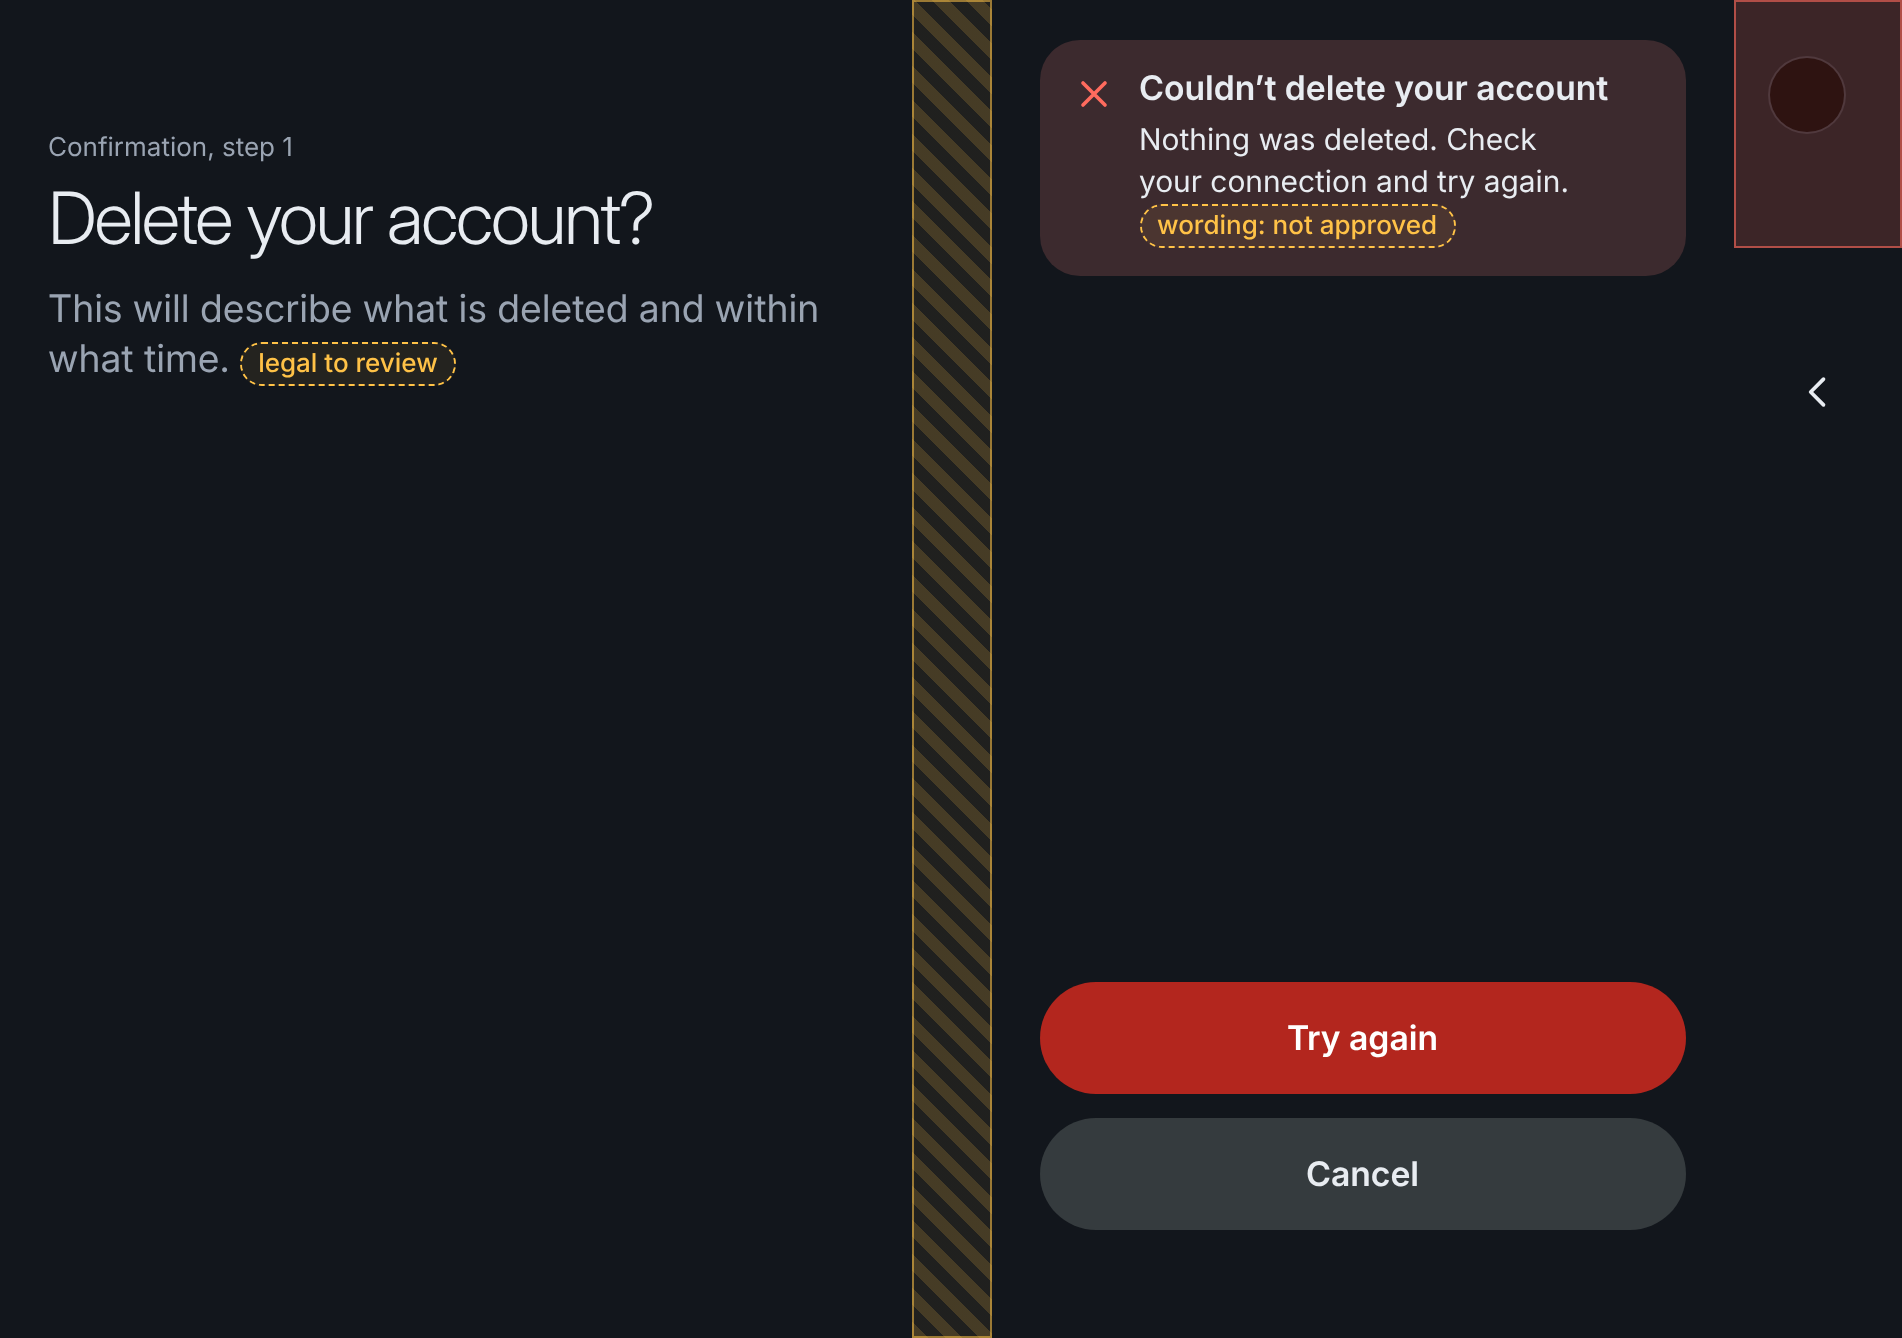 Confirmation, step 1
Delete your account?
This will describe what is deleted and within
what time. legal to review
Couldn’t delete your account
Nothing was deleted. Check
your connection and try again.
wording: not approved
Try again
Cancel